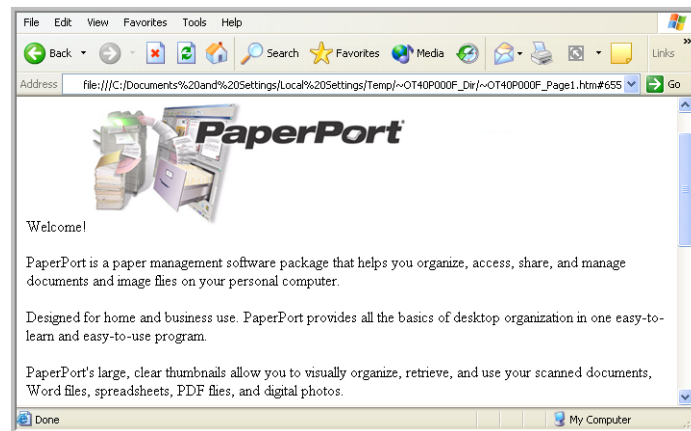 File Edit View Favorites Tools Help
Back Search Favorites Media Links »
Address file:///C:/Documents%20and%20Settings/Local%20Settings/Temp/~OT40P000F_Dir/~OT40P000F_Page1.htm#655 Go
PaperPort
Welcome!
PaperPort is a paper management software package that helps you organize, access, share, and manage
documents and image flies on your personal computer.
Designed for home and business use. PaperPort provides all the basics of desktop organization in one easy-to-
learn and easy-to-use program.
PaperPort's large, clear thumbnails allow you to visually organize, retrieve, and use your scanned documents,
Word files, spreadsheets, PDF flies, and digital photos.
Done My Computer